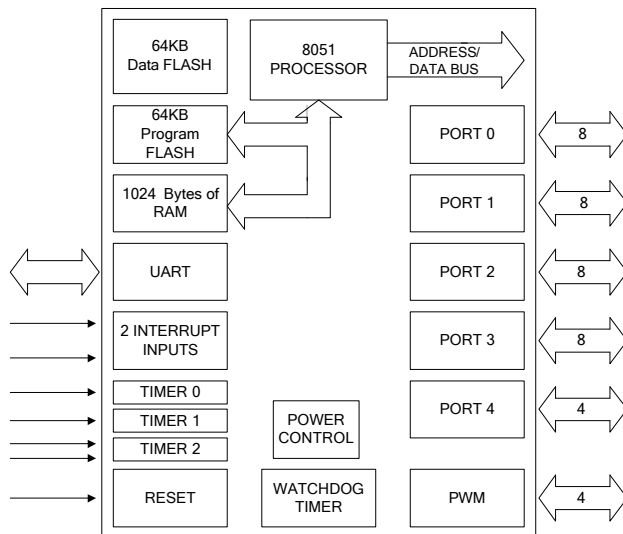 64KB
Data FLASH
8051
PROCESSOR
ADDRESS/
DATA BUS
64KB
Program
FLASH
PORT 0
8
1024 Bytes of
RAM
PORT 1
8
UART
PORT 2
8
2 INTERRUPT
INPUTS
PORT 3
8
TIMER 0
TIMER 1
TIMER 2
POWER
CONTROL
PORT 4
4
RESET
WATCHDOG
TIMER
PWM
4